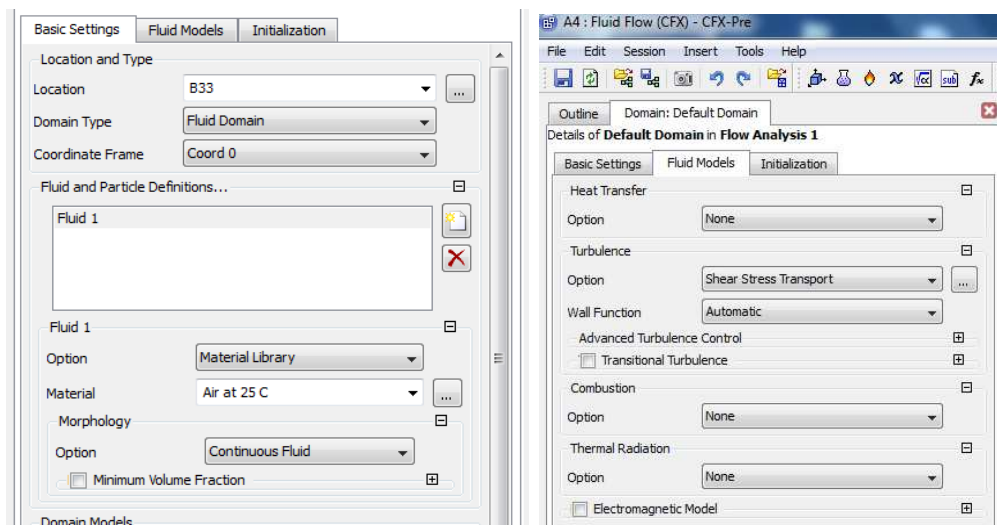 Basic Settings Fluid Models Initialization
Location and Type
Location B33 ...
Domain Type Fluid Domain
Coordinate Frame Coord 0
Fluid and Particle Definitions...
Fluid 1
Fluid 1
Option Material Library
Material Air at 25 C ...
Morphology
Option Continuous Fluid
Minimum Volume Fraction
Domain Models
A4 : Fluid Flow (CFX) - CFX-Pre
File Edit Session Insert Tools Help
Outline Domain: Default Domain
Details of Default Domain in Flow Analysis 1
Basic Settings Fluid Models Initialization
Heat Transfer
Option None
Turbulence
Option Shear Stress Transport ...
Wall Function Automatic
Advanced Turbulence Control
Transitional Turbulence
Combustion
Option None
Thermal Radiation
Option None
Electromagnetic Model